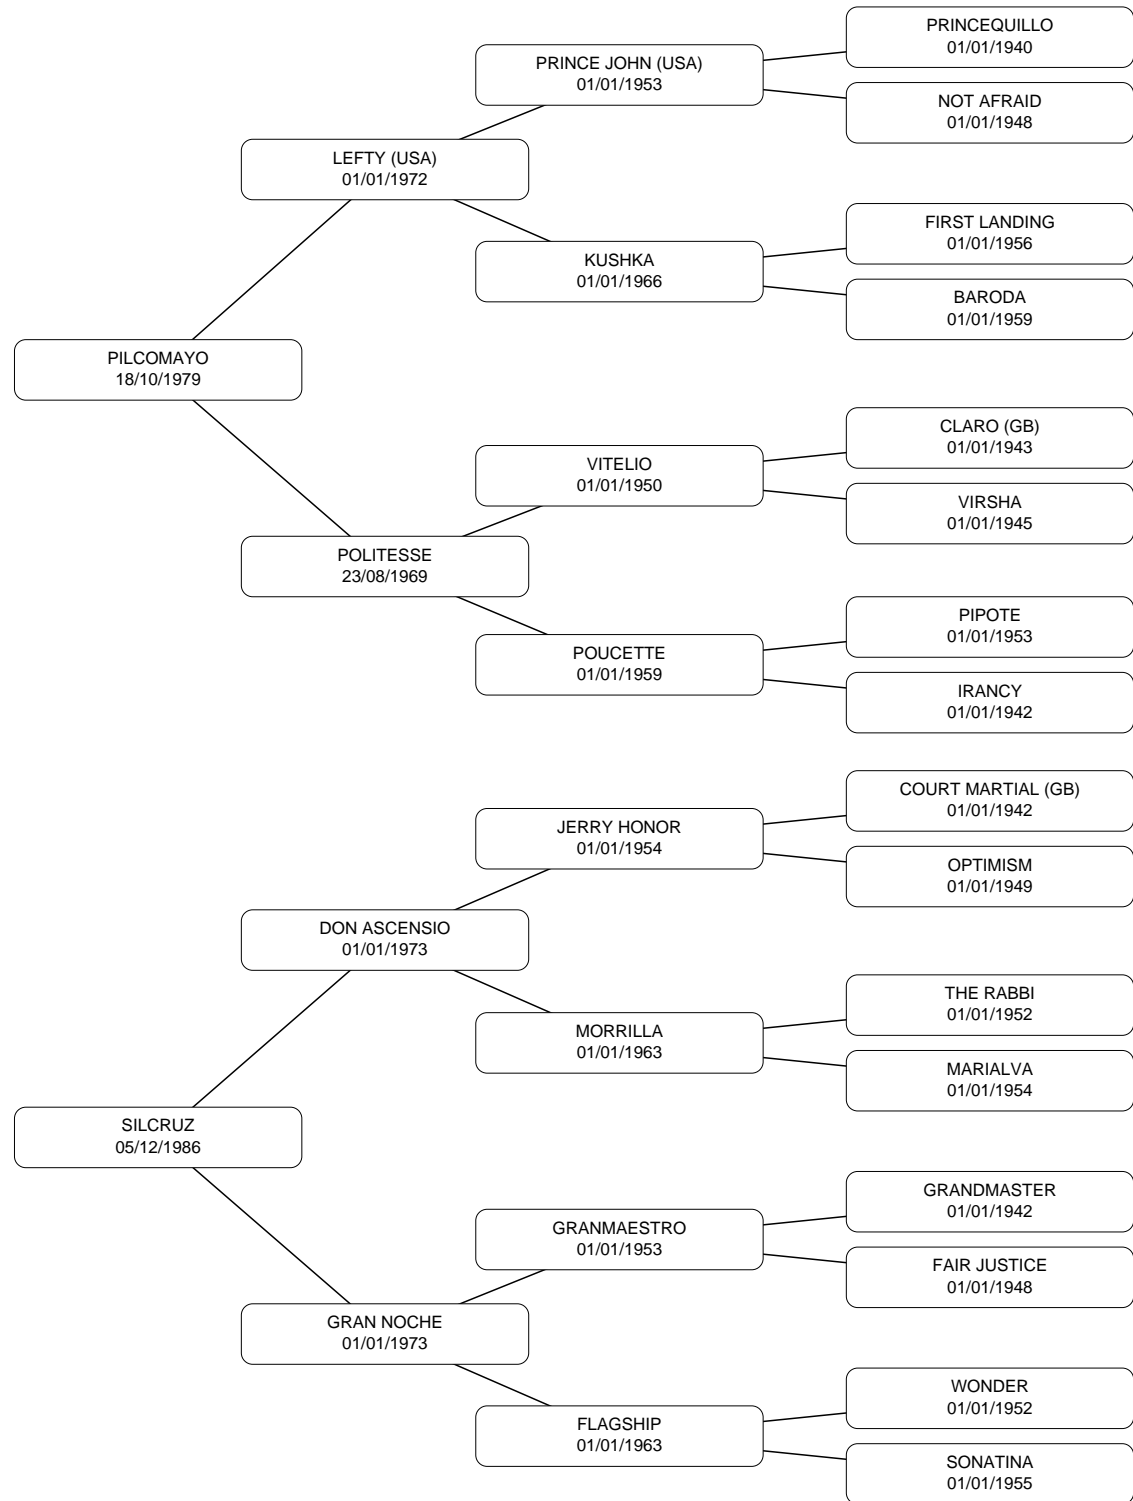 PRINCEQUILLO
01/01/1940
PRINCE JOHN (USA)
01/01/1953
NOT AFRAID
01/01/1948
LEFTY (USA)
01/01/1972
FIRST LANDING
01/01/1956
KUSHKA
01/01/1966
BARODA
01/01/1959
PILCOMAYO
18/10/1979
CLARO (GB)
01/01/1943
VITELIO
01/01/1950
VIRSHA
01/01/1945
POLITESSE
23/08/1969
PIPOTE
01/01/1953
POUCETTE
01/01/1959
IRANCY
01/01/1942
COURT MARTIAL (GB)
01/01/1942
JERRY HONOR
01/01/1954
OPTIMISM
01/01/1949
DON ASCENSIO
01/01/1973
THE RABBI
01/01/1952
MORRILLA
01/01/1963
MARIALVA
01/01/1954
SILCRUZ
05/12/1986
GRANDMASTER
01/01/1942
GRANMAESTRO
01/01/1953
FAIR JUSTICE
01/01/1948
GRAN NOCHE
01/01/1973
WONDER
01/01/1952
FLAGSHIP
01/01/1963
SONATINA
01/01/1955